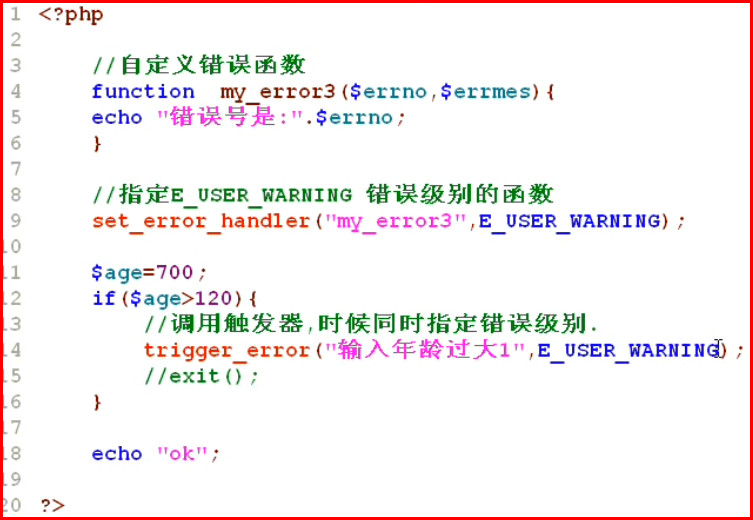 1 <?php
2
3 //自定义错误函数
4 function my_error3($errno,$errmes){
5 echo "错误号是:".$errno;
6 }
7
8 //指定E_USER_WARNING 错误级别的函数
9 set_error_handler("my_error3",E_USER_WARNING);
10
11 $age=700;
12 if($age>120){
13 //调用触发器,时候同时指定错误级别.
14 trigger_error("输入年龄过大1",E_USER_WARNING);
15 //exit();
16 }
17
18 echo "ok";
19
20 ?>